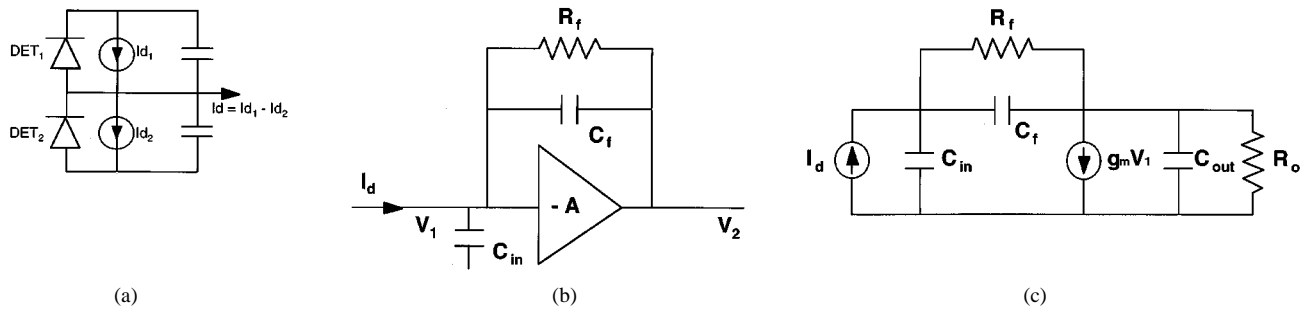 DET1
Id1
Id = Id1 - Id2
DET2
Id2
(a)
Rf
Cf
Id
- A
V1
V2
Cin
(b)
Rf
Cf
Id
Cin
gmV1
Cout
Ro
(c)